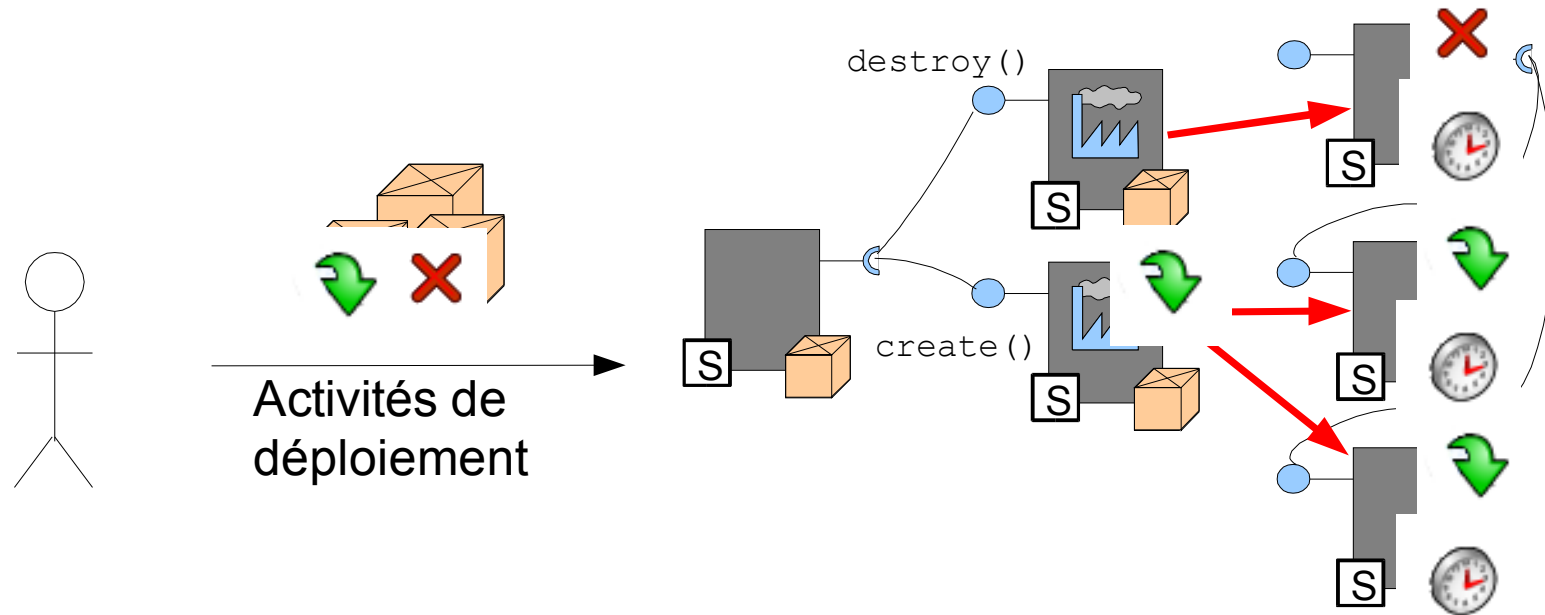 destroy()
S
S
S
create()
S
S
S
S
Activités de
déploiement